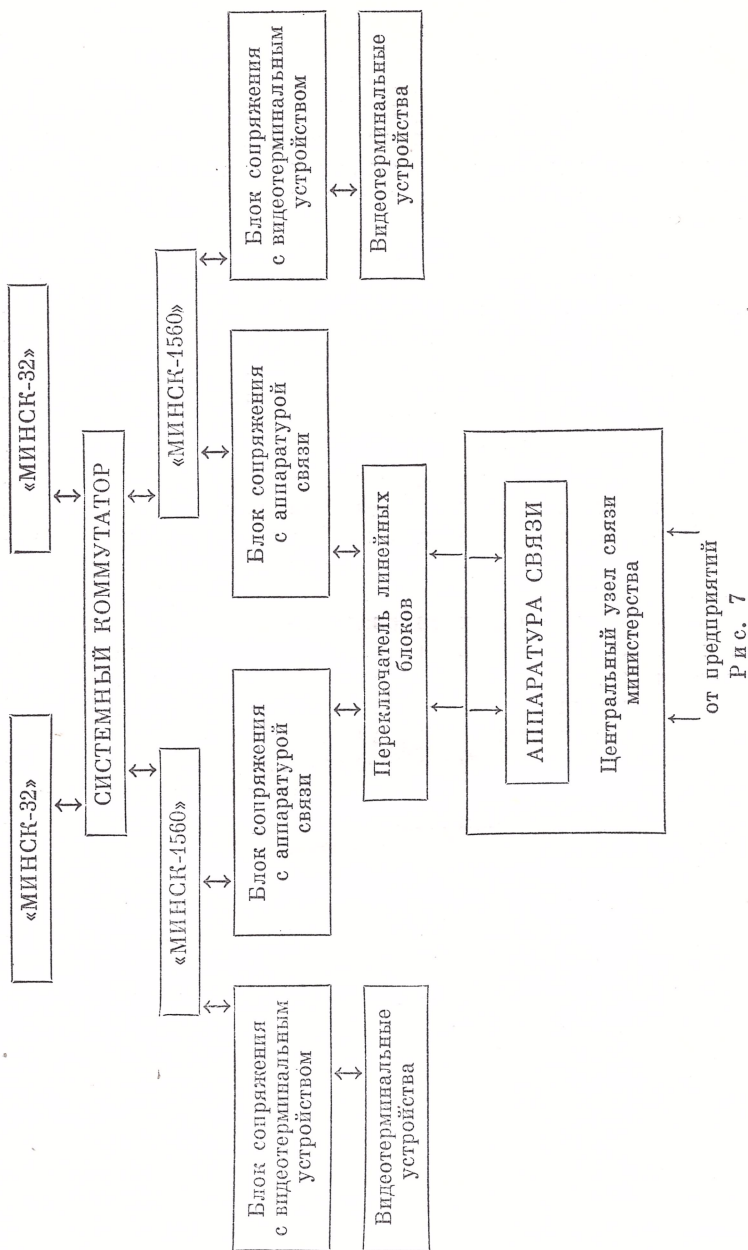 «МИНСК-32»
«МИНСК-32»
СИСТЕМНЫЙ КОММУТАТОР
«МИНСК-1560»
«МИНСК-1560»
Блок сопряжения
с видеотерминальным
устройством
Блок сопряжения
с аппаратурой
связи
Блок сопряжения
с аппаратурой
связи
Блок сопряжения
с видеотерминальным
устройством
Видеотерминальные
устройства
Переключатель линейных
блоков
Видеотерминальные
устройства
АППАРАТУРА СВЯЗИ
Центральный узел связи
министерства
от предприятий
Рис. 7